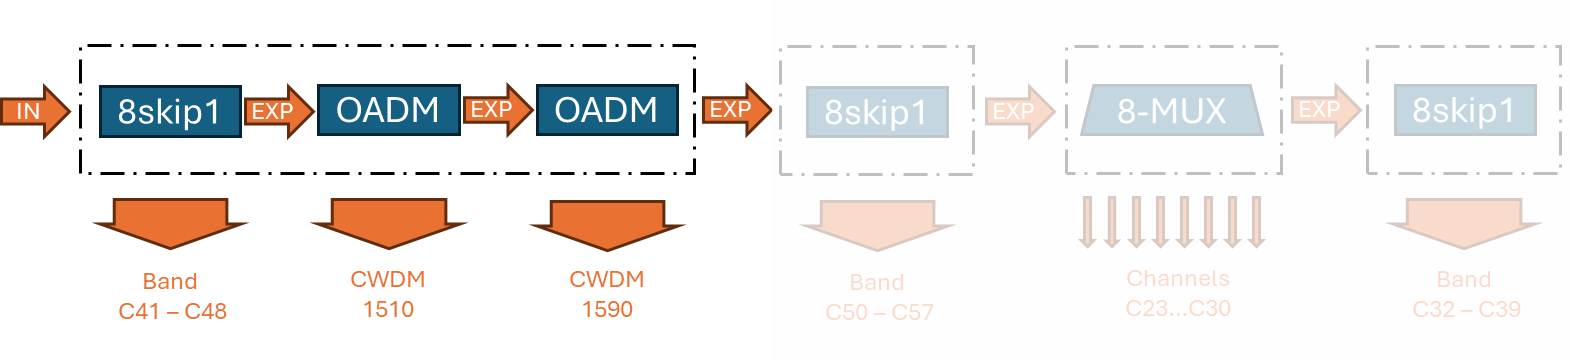 IN
8skip1
EXP
OADM
EXP
OADM
EXP
8skip1
EXP
8-MUX
EXP
8skip1
Band
C41 – C48
CWDM
1510
CWDM
1590
Band
C50 – C57
Channels
C23...C30
Band
C32 – C39